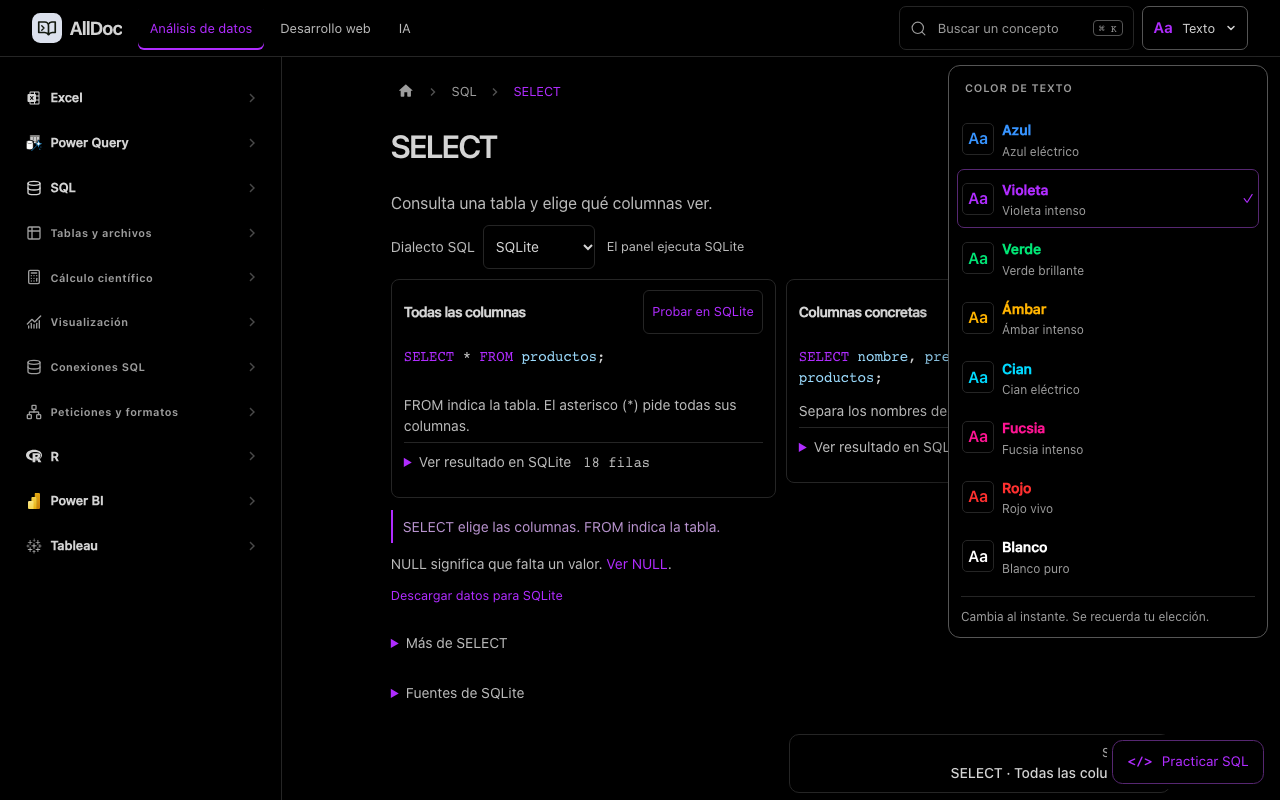 AllDoc
Análisis de datos
Desarrollo web
IA
Buscar un concepto
⌘ K
Aa Texto
Excel
Power Query
SQL
Tablas y archivos
Cálculo científico
Visualización
Conexiones SQL
Peticiones y formatos
R
Power BI
Tableau
SQL
SELECT
SELECT
Consulta una tabla y elige qué columnas ver.
Dialecto SQL
SQLite
El panel ejecuta SQLite
Todas las columnas
Probar en SQLite
SELECT * FROM productos;
FROM indica la tabla. El asterisco (*) pide todas sus
columnas.
Ver resultado en SQLite 18 filas
Columnas concretas
SELECT nombre, pre
productos;
Separa los nombres de
Ver resultado en SQL
SELECT elige las columnas. FROM indica la tabla.
NULL significa que falta un valor. Ver NULL.
Descargar datos para SQLite
Más de SELECT
Fuentes de SQLite
COLOR DE TEXTO
Aa Azul
Azul eléctrico
Aa Violeta
Violeta intenso
Aa Verde
Verde brillante
Aa Ámbar
Ámbar intenso
Aa Cian
Cian eléctrico
Aa Fucsia
Fucsia intenso
Aa Rojo
Rojo vivo
Aa Blanco
Blanco puro
Cambia al instante. Se recuerda tu elección.
SELECT · Todas las colu
</> Practicar SQL